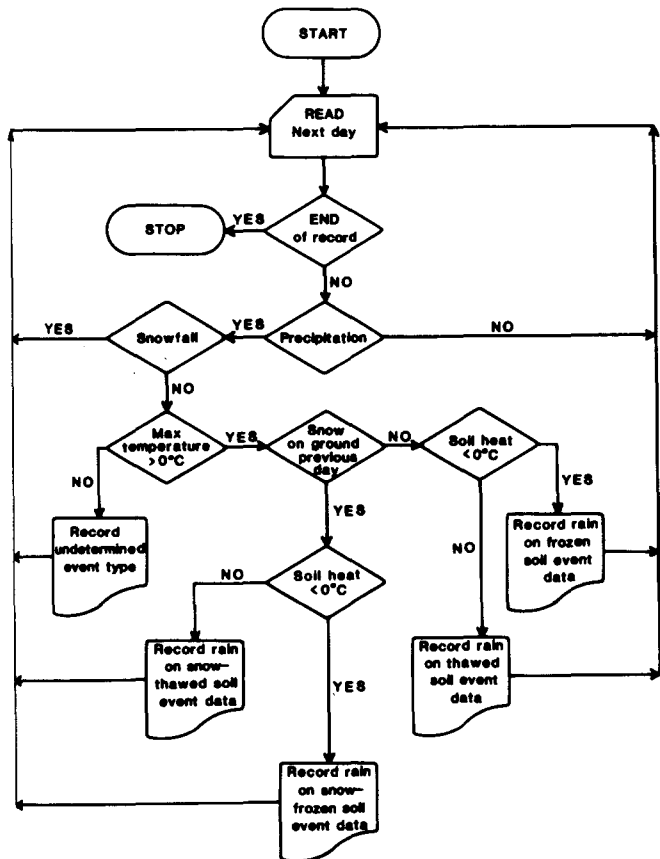 START
READ
Next day
END
of record
YES
STOP
NO
Precipitation
YES
NO
Snowfall
YES
NO
Max
temperature
>0°C
YES
Snow
on ground
previous
day
NO
Soil heat
<0°C
YES
NO
Record
undetermined
event type
YES
NO
Record rain
on frozen
soil event
data
Soil heat
<0°C
NO
Record rain
on snow–
thawed soil
event data
Record rain
on thawed
soil event
data
YES
Record rain
on snow–
frozen soil
event data